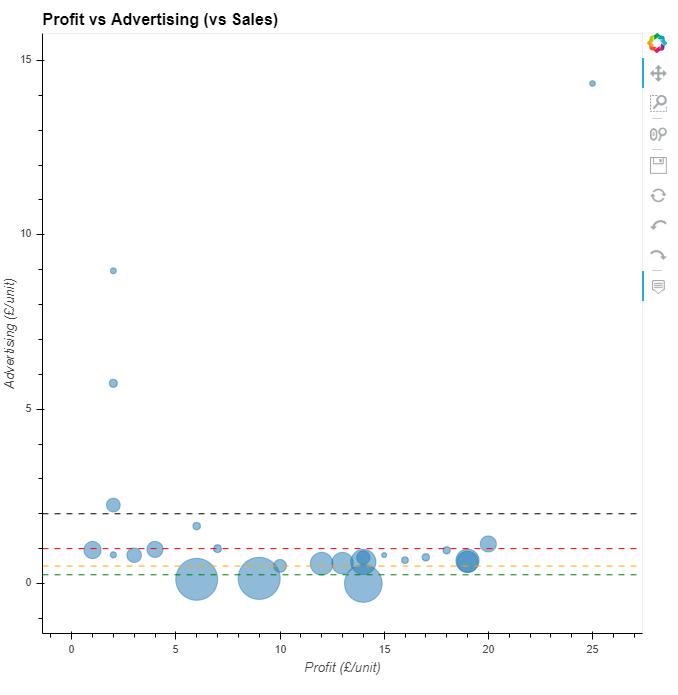 Profit vs Advertising (vs Sales)
15
10
5
0
Advertising (£/unit)
0 5 10 15 20 25
Profit (£/unit)